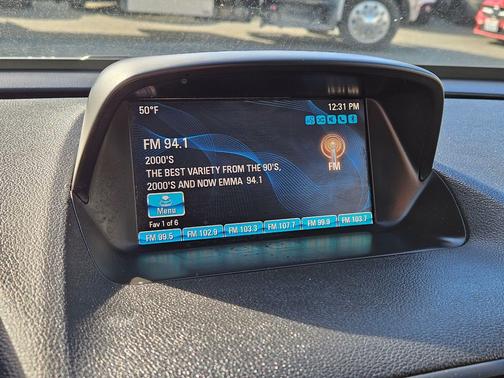 50°F 12:31 PM
FM 94.1
2000'S
THE BEST VARIETY FROM THE 90'S,
2000'S AND NOW EMMA 94.1
FM
Menu
Fav 1 of 6
FM 99.5 FM 102.9 FM 103.3 FM 107.7 FM 99.9 FM 103.7